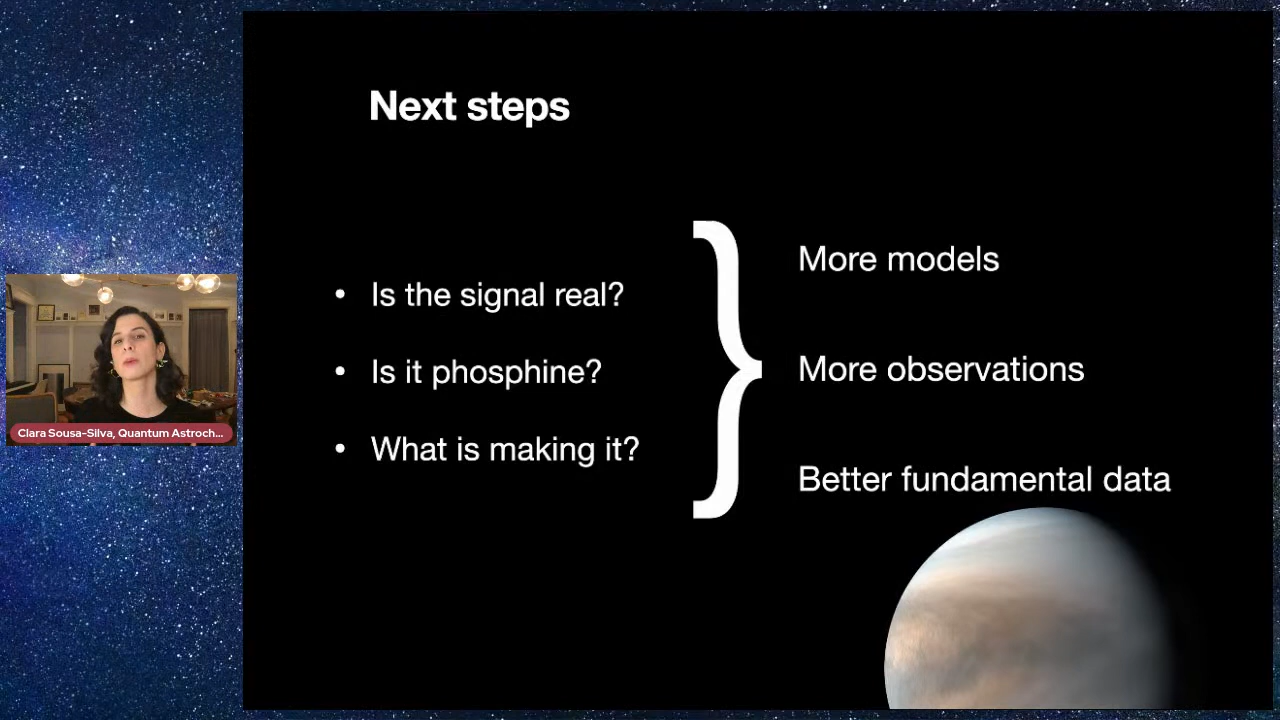 Next steps
• Is the signal real?
• Is it phosphine?
• What is making it?
}
More models
More observations
Better fundamental data
Clara Sousa-Silva, Quantum Astroch...